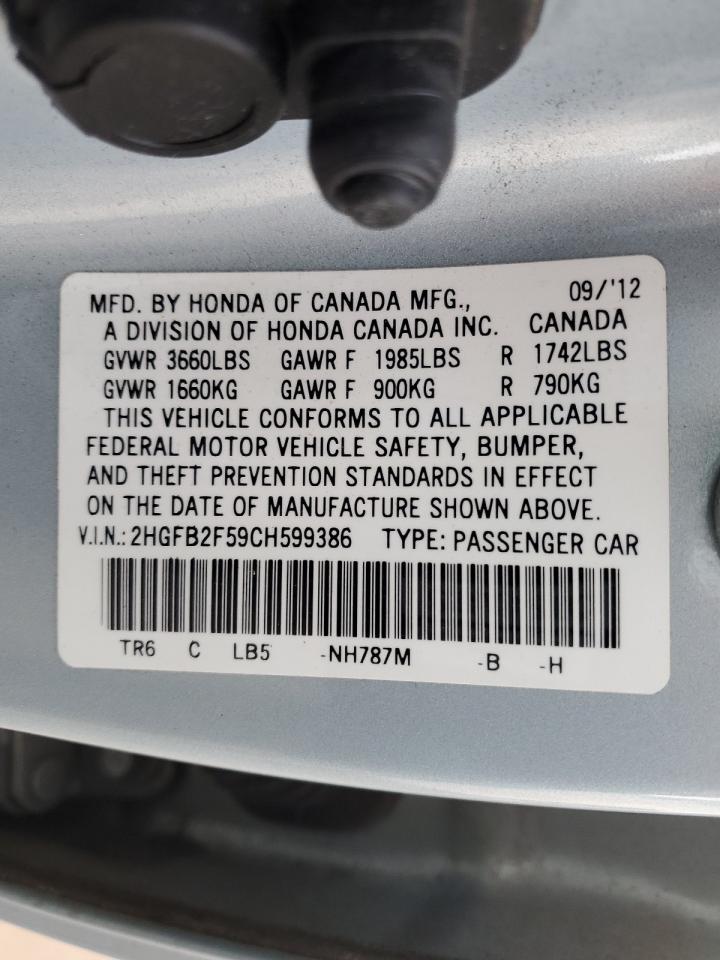 MFD. BY HONDA OF CANADA MFG., 09/'12
A DIVISION OF HONDA CANADA INC. CANADA
GVWR 3660LBS GAWR F 1985LBS R 1742LBS
GVWR 1660KG GAWR F 900KG R 790KG
THIS VEHICLE CONFORMS TO ALL APPLICABLE
FEDERAL MOTOR VEHICLE SAFETY, BUMPER,
AND THEFT PREVENTION STANDARDS IN EFFECT
ON THE DATE OF MANUFACTURE SHOWN ABOVE.
V.I.N.: 2HGFB2F59CH599386 TYPE: PASSENGER CAR
TR6 C LB5 -NH787M -B -H